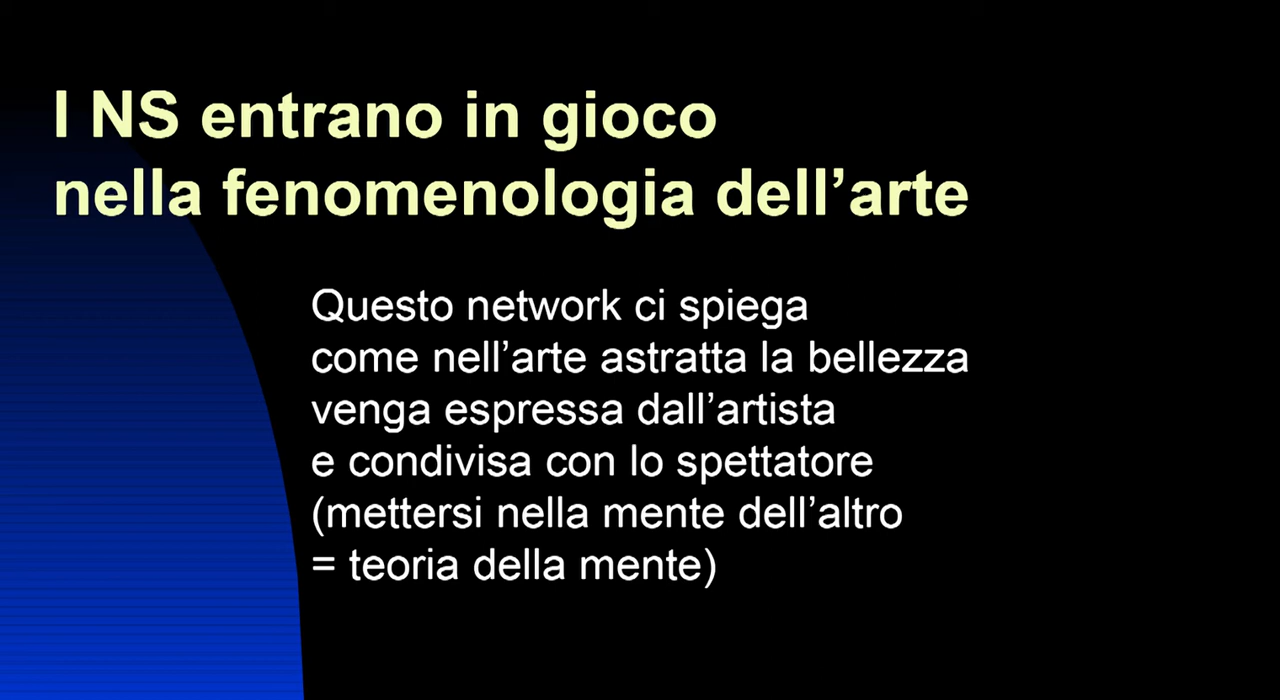 I NS entrano in gioco
nella fenomenologia dell’arte
Questo network ci spiega
come nell’arte astratta la bellezza
venga espressa dall’artista
e condivisa con lo spettatore
(mettersi nella mente dell’altro
= teoria della mente)